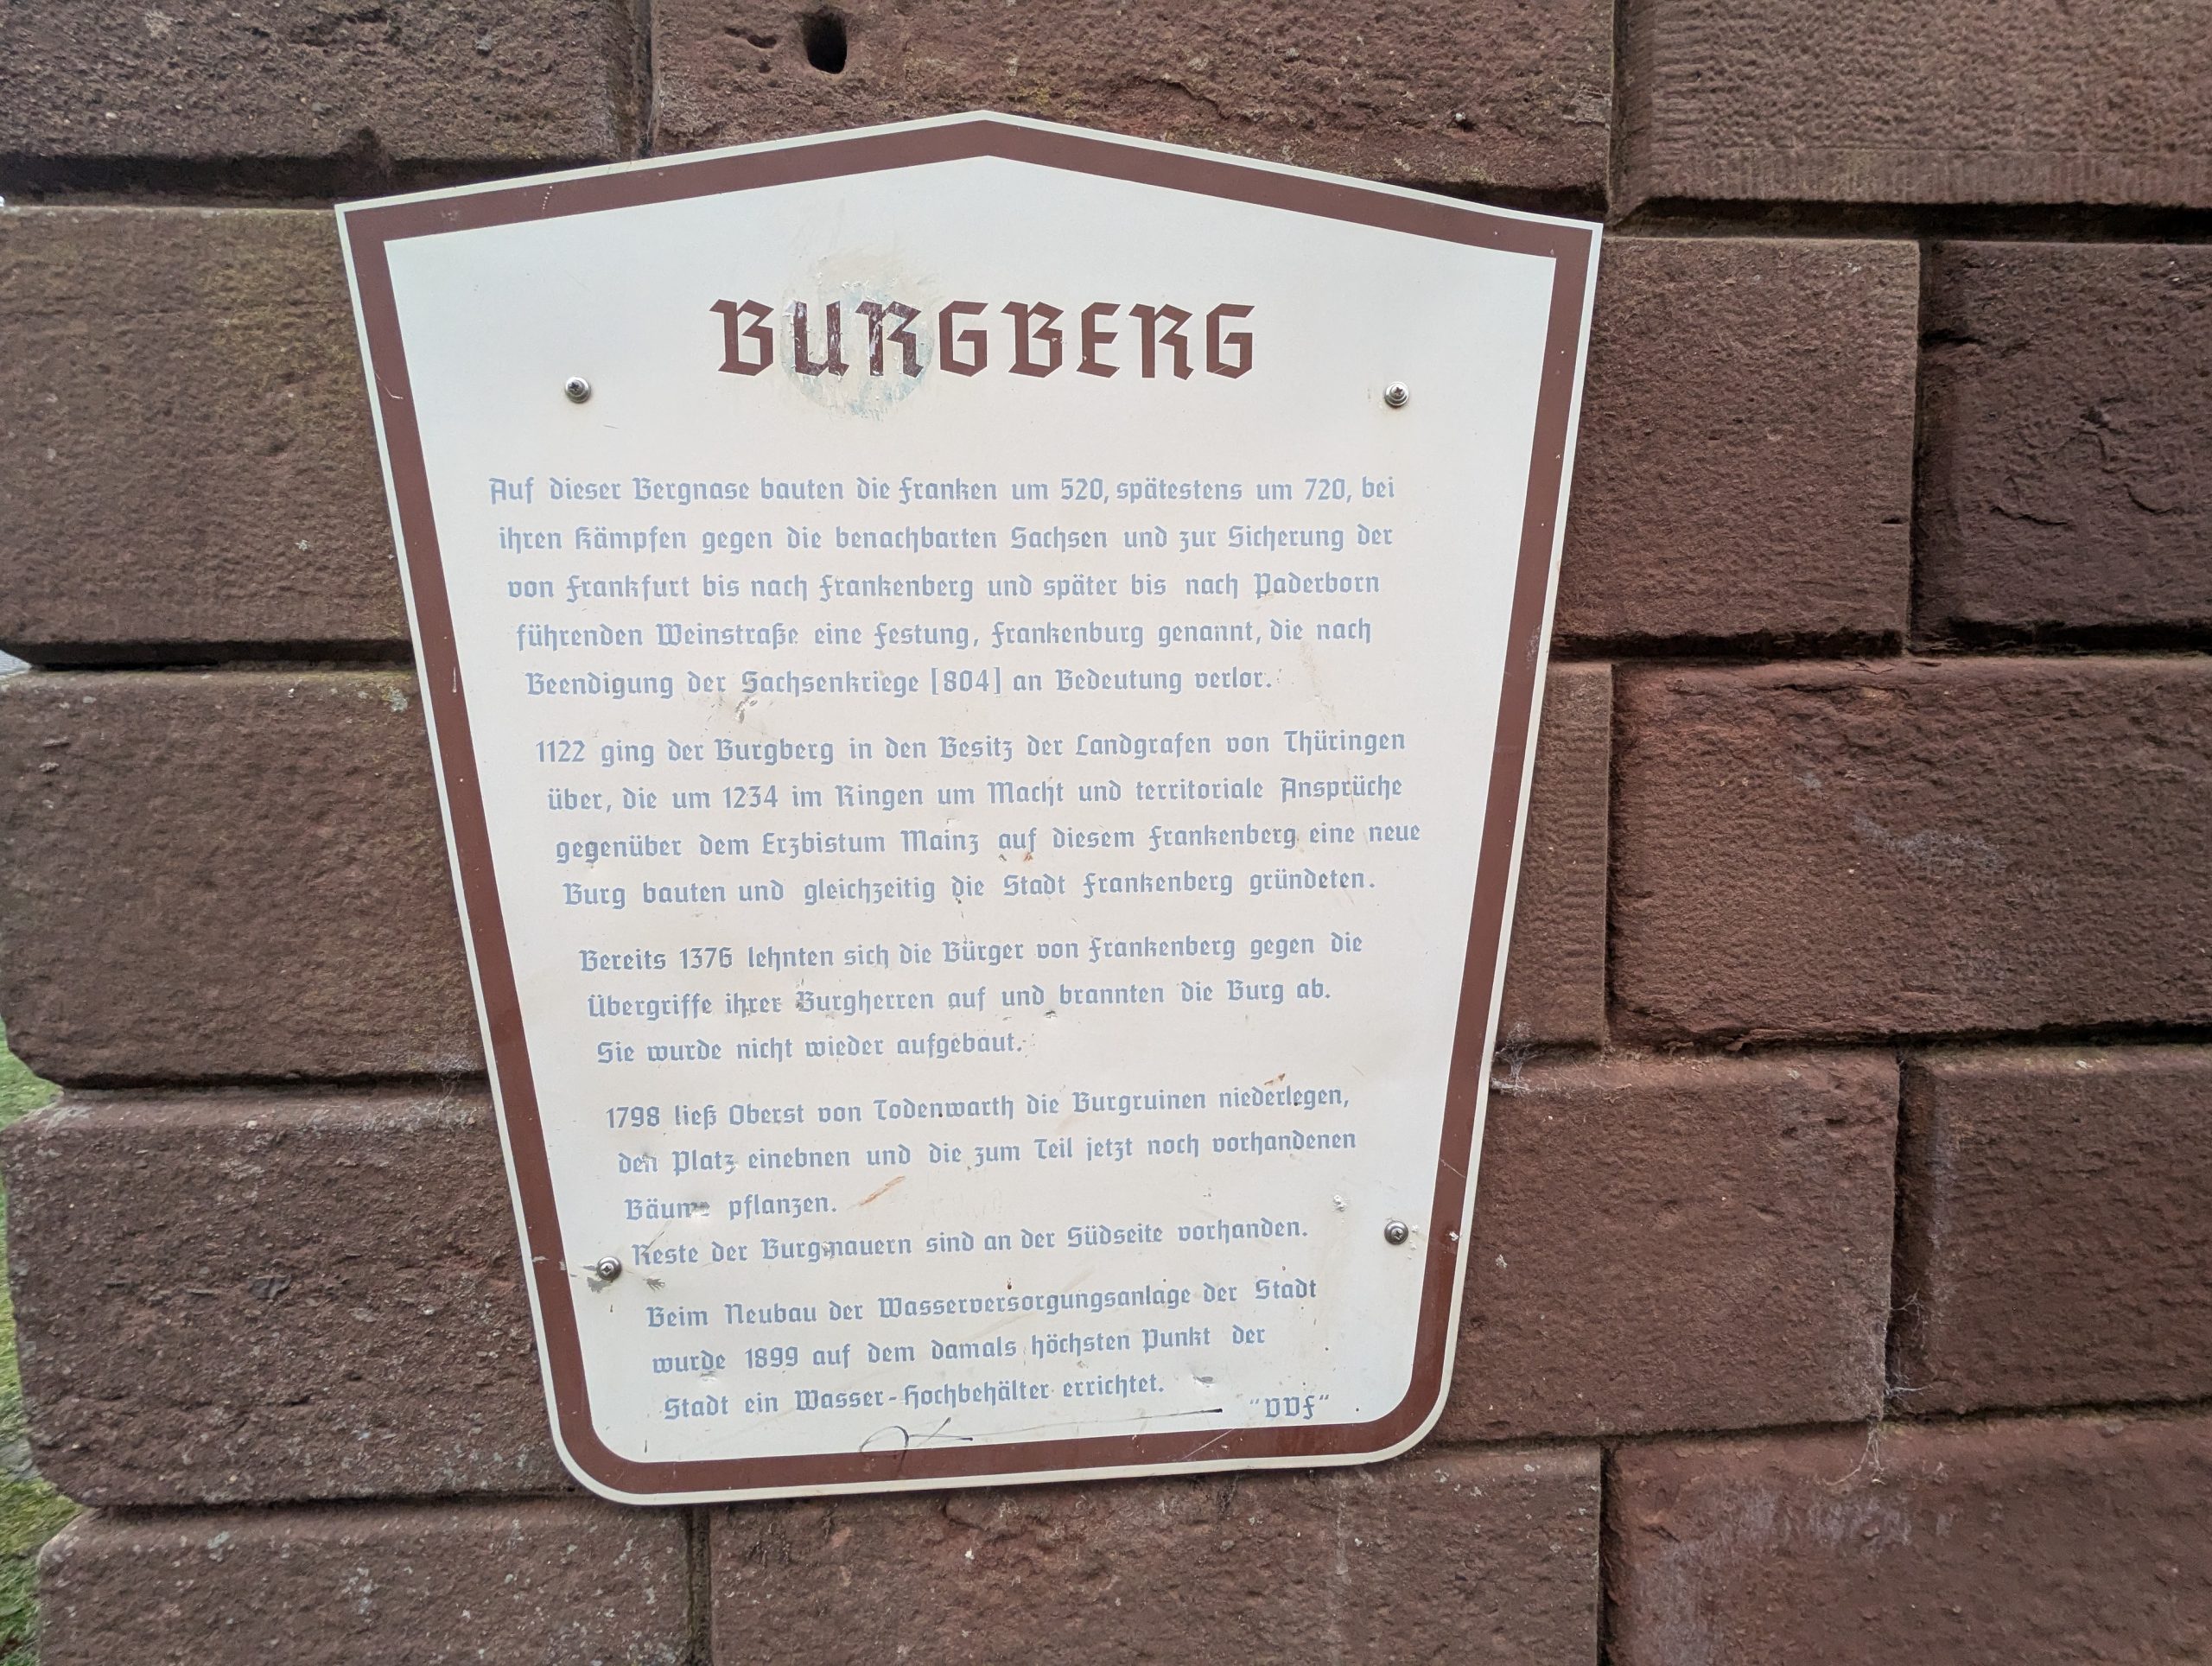 BURGBERG
Auf dieser Bergnase bauten die Franken um 520, spätestens um 720, bei
ihren Kämpfen gegen die benachbarten Sachsen und zur Sicherung der
von Frankfurt bis nach Frankenberg und später bis nach Paderborn
führenden Weinstraße eine Festung, Frankenburg genannt, die nach
Beendigung der Sachsenkriege [804] an Bedeutung verlor.
1122 ging der Burgberg in den Besitz der Landgrafen von Thüringen
über, die um 1234 im Ringen um Macht und territoriale Ansprüche
gegenüber dem Erzbistum Mainz auf diesem Frankenberg eine neue
Burg bauten und gleichzeitig die Stadt Frankenberg gründeten.
Bereits 1376 lehnten sich die Bürger von Frankenberg gegen die
Übergriffe ihrer Burgherren auf und brannten die Burg ab.
Sie wurde nicht wieder aufgebaut.
1798 ließ Oberst von Todenwarth die Burgruinen niederlegen,
den Platz einebnen und die zum Teil jetzt noch vorhandenen
Bäume pflanzen.
Reste der Burgmauern sind an der Südseite vorhanden.
Beim Neubau der Wasserversorgungsanlage der Stadt
wurde 1899 auf dem damals höchsten Punkt der
Stadt ein Wasser-Hochbehälter errichtet.
"VVF"